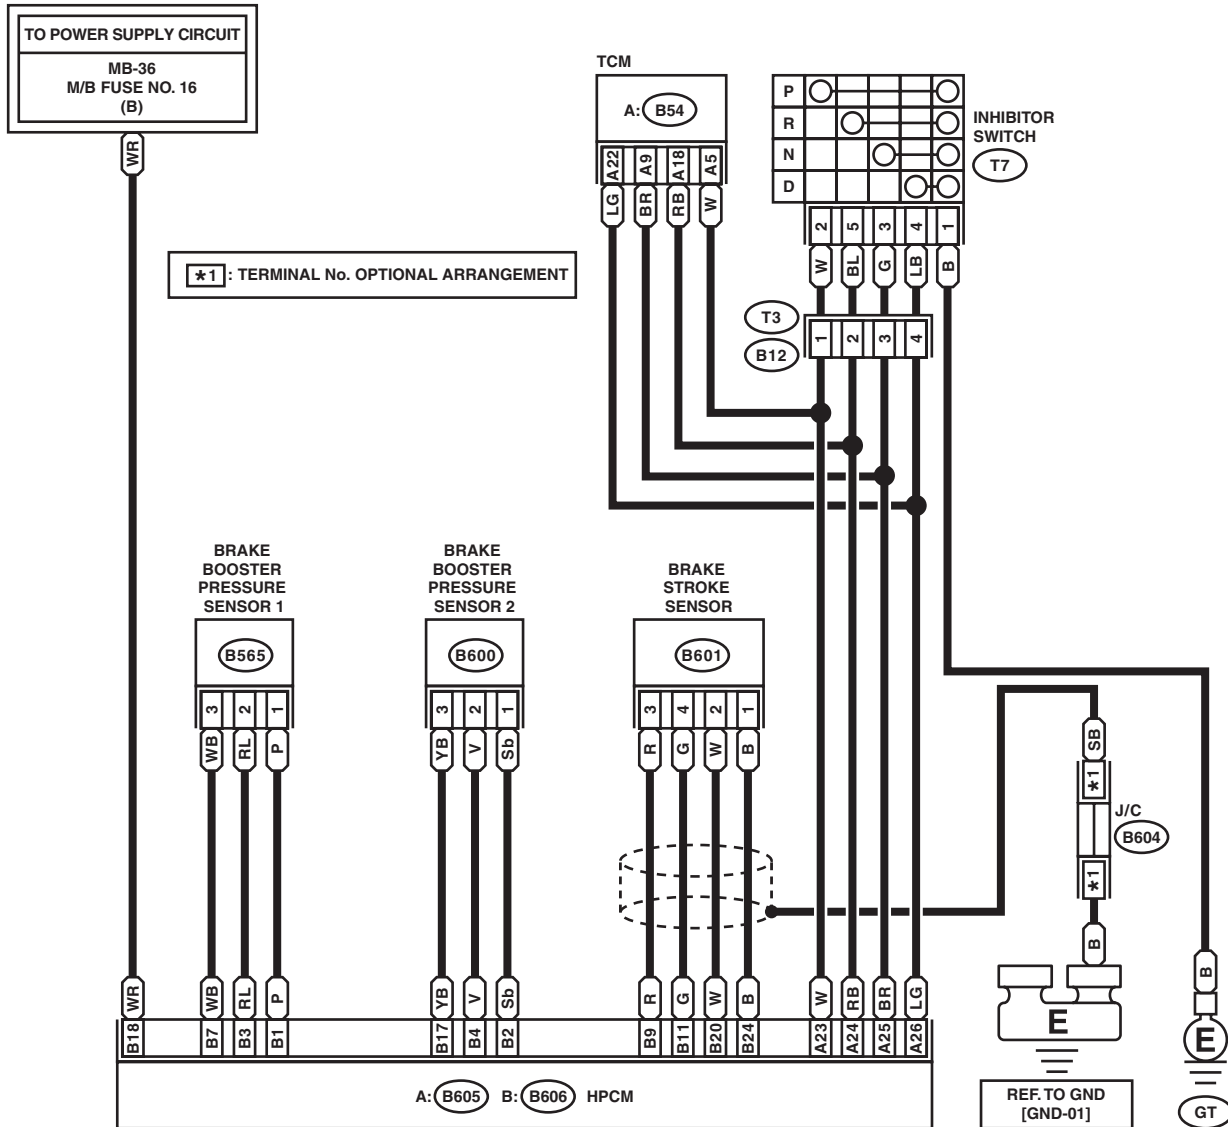 TO POWER SUPPLY CIRCUIT
MB-36
M/B FUSE NO. 16
(B)
WR
TCM
A: B54
A22 A9 A18 A5
LG BR RB W
P
R
N
D
INHIBITOR
SWITCH
T7
2 5 3 4 1
W BL G LB B
*1 : TERMINAL No. OPTIONAL ARRANGEMENT
T3
B12
1 2 3 4
BRAKE
BOOSTER
PRESSURE
SENSOR 1
B565
3 2 1
WB RL P
BRAKE
BOOSTER
PRESSURE
SENSOR 2
B600
3 2 1
YB V Sb
BRAKE
STROKE
SENSOR
B601
3 4 2 1
R G W B
SB
*1
J/C
B604
*1
B
E
REF. TO GND
[GND-01]
B
E
GT
WR WB RL P YB V Sb R G W B W RB BR LG
B18 B7 B3 B1 B17 B4 B2 B9 B11 B20 B24 A23 A24 A25 A26
A: B605 B: B606 HPCM